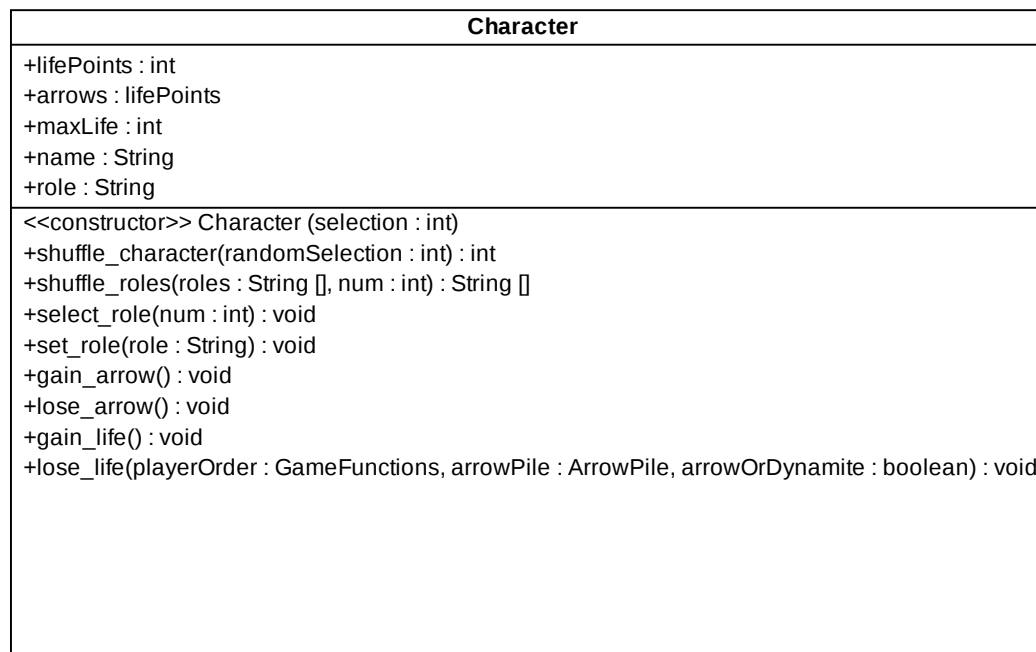 Character
+lifePoints : int
+arrows : lifePoints
+maxLife : int
+name : String
+role : String
<<constructor>> Character (selection : int)
+shuffle_character(randomSelection : int) : int
+shuffle_roles(roles : String [], num : int) : String []
+select_role(num : int) : void
+set_role(role : String) : void
+gain_arrow() : void
+lose_arrow() : void
+gain_life() : void
+lose_life(playerOrder : GameFunctions, arrowPile : ArrowPile, arrowOrDynamite : boolean) : void